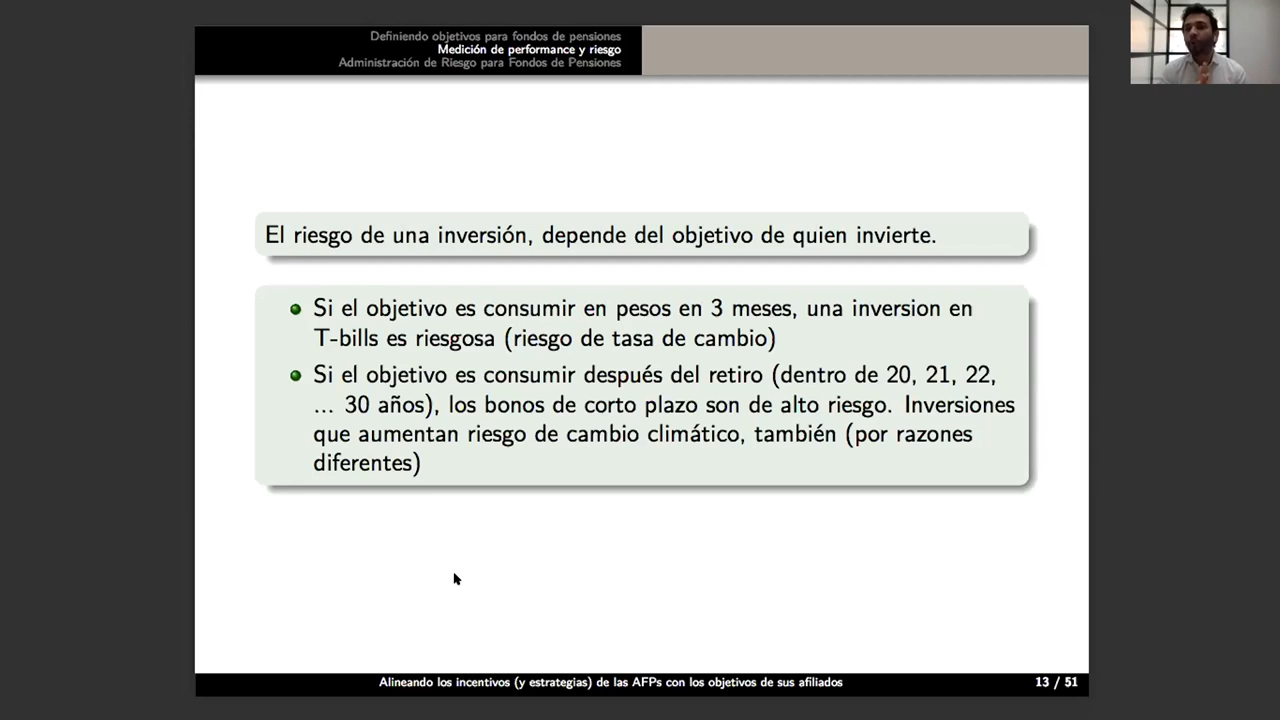 Definiendo objetivos para fondos de pensiones
Medición de performance y riesgo
Administración de Riesgo para Fondos de Pensiones
El riesgo de una inversión, depende del objetivo de quien invierte.
Si el objetivo es consumir en pesos en 3 meses, una inversion en
T-bills es riesgosa (riesgo de tasa de cambio)
Si el objetivo es consumir después del retiro (dentro de 20, 21, 22,
... 30 años), los bonos de corto plazo son de alto riesgo. Inversiones
que aumentan riesgo de cambio climático, también (por razones
diferentes)
Alineando los incentivos (y estrategias) de las AFPs con los objetivos de sus afiliados
13 / 51